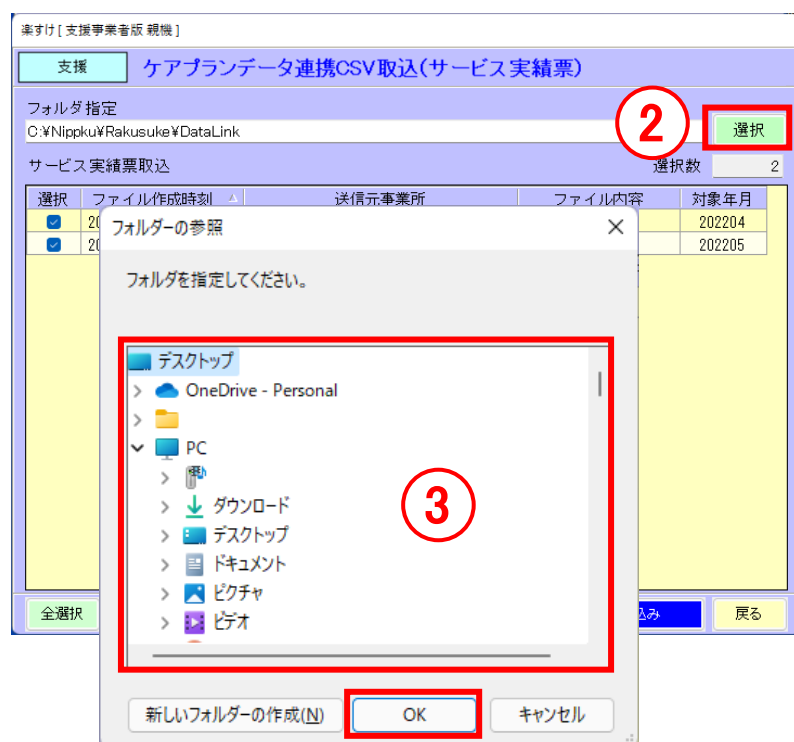 楽すけ [ 支援事業者版 親機 ]
支援 ケアプランデータ連携CSV取込(サービス実績票)
フォルダ指定
C:¥Nippku¥Rakusuke¥DataLink
② 選択
サービス実績票取込 選択数 2
選択 ファイル作成時刻 △ 送信元事業所 ファイル内容 対象年月
20 202204
20 202205
フォルダーの参照
フォルダを指定してください。
デスクトップ
OneDrive - Personal
PC
ダウンロード
③
デスクトップ
ドキュメント
ピクチャ
ビデオ
全選択 込み 戻る
新しいフォルダーの作成(N) OK キャンセル